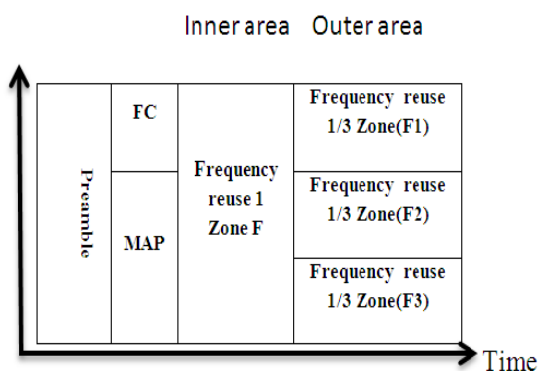 Inner area Outer area
Preamble
FC
MAP
Frequency
reuse 1
Zone F
Frequency reuse
1/3 Zone(F1)
Frequency reuse
1/3 Zone(F2)
Frequency reuse
1/3 Zone(F3)
Time